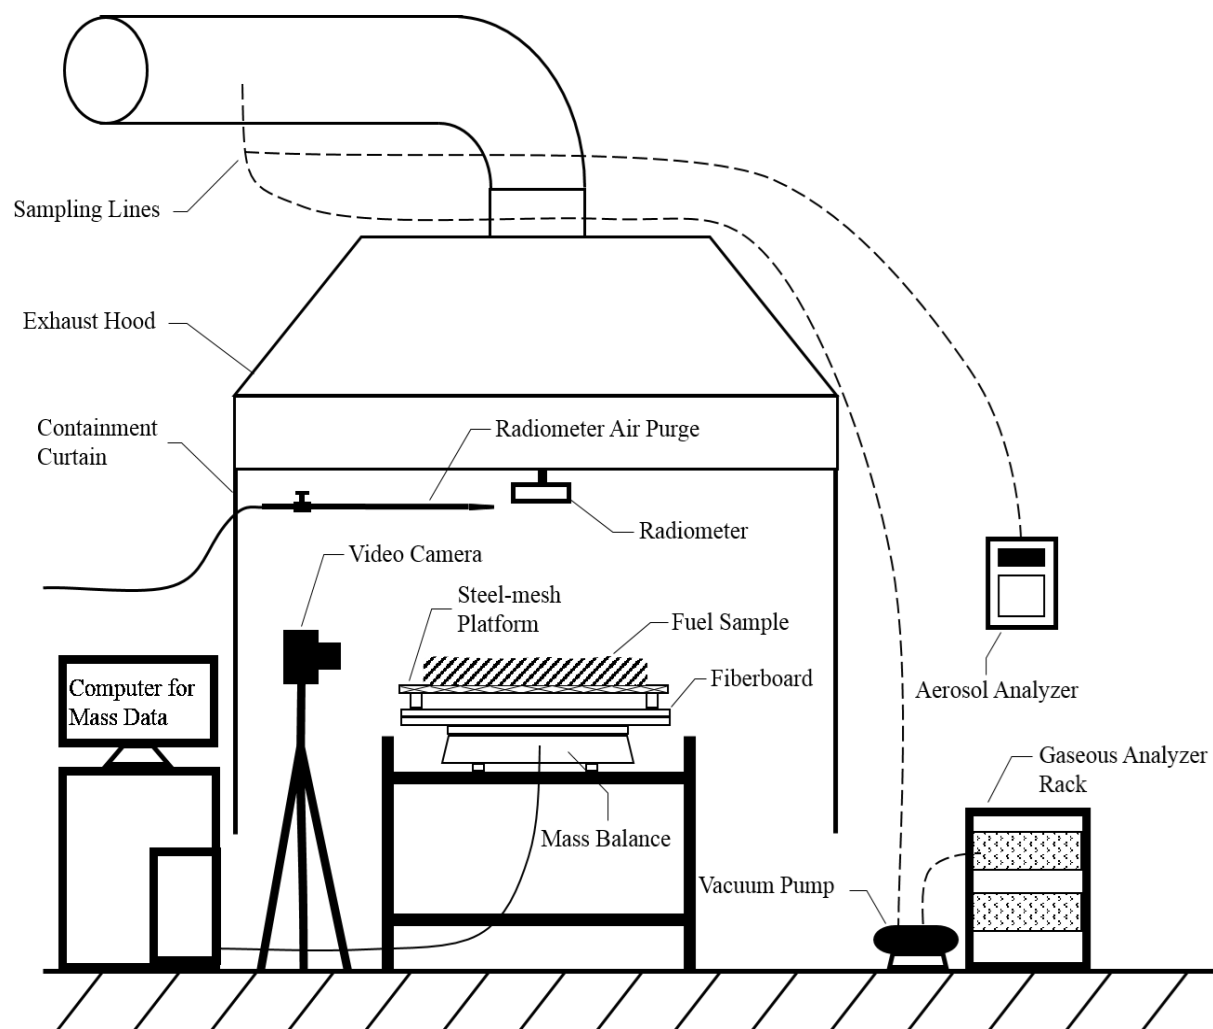 Sampling Lines
Exhaust Hood
Containment
Curtain
Radiometer Air Purge
Radiometer
Video Camera
Steel-mesh
Platform
Fuel Sample
Fiberboard
Aerosol Analyzer
Computer for
Mass Data
Gaseous Analyzer
Rack
Mass Balance
Vacuum Pump